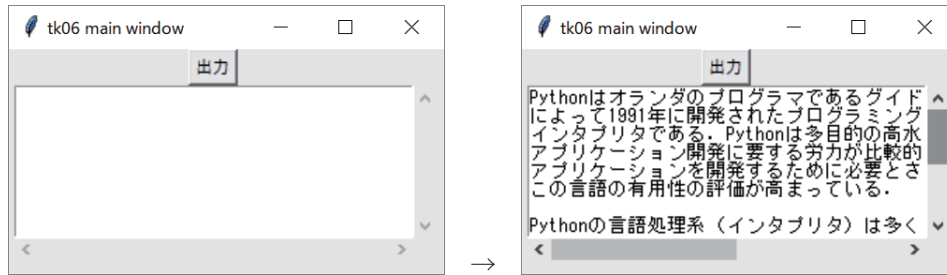 tk06 main window
出力
→
tk06 main window
出力
Pythonはオランダのプログラマであるグイド
によって1991年に開発されたプログラミング
インタプリタである．Pythonは多目的の高水
アプリケーション開発に要する労力が比較的
アプリケーションを開発するために必要とさ
この言語の有用性の評価が高まっている．
Pythonの言語処理系（インタプリタ）は多く